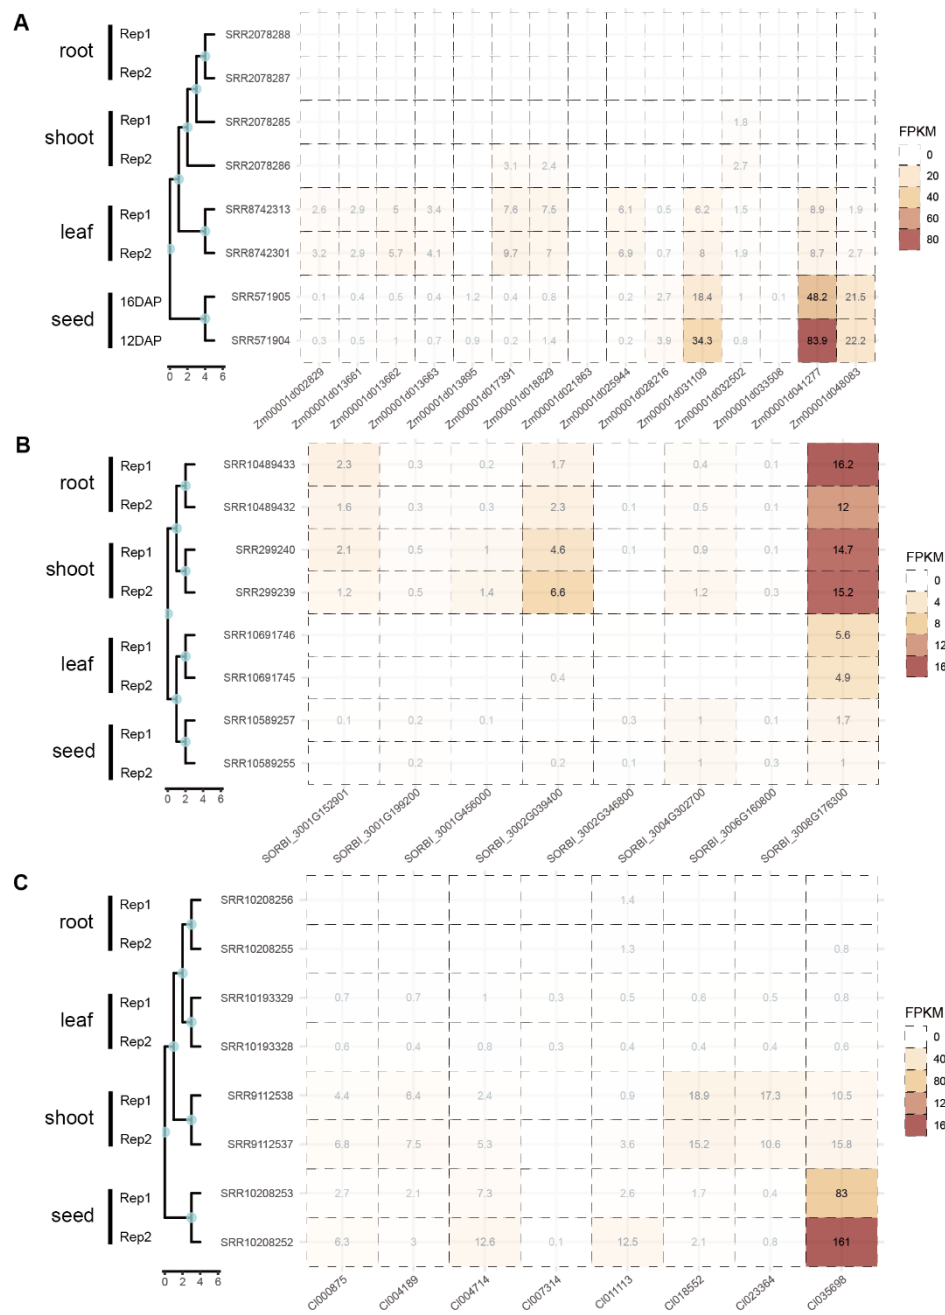 A
root
Rep1
Rep2
SRR2078288
SRR2078287
shoot
Rep1
Rep2
SRR2078285 1.8
SRR2078286 3.1 2.4 2.7
leaf
Rep1
Rep2
SRR8742313 2.6 2.9 5 3.4 7.6 7.5 6.1 0.5 6.2 1.5 8.9 1.9
SRR8742301 3.2 2.9 5.7 4.1 9.7 7 6.9 0.7 8 1.9 8.7 2.7
seed
16DAP
12DAP
SRR571905 0.1 0.4 0.5 0.4 1.2 0.4 0.8 0.2 2.7 18.4 1 0.1 48.2 21.5
SRR571904 0.3 0.5 1 0.7 0.9 0.2 1.4 0.2 3.9 34.3 0.8 83.9 22.2
0 2 4 6
Zm00001d002829
Zm00001d013661
Zm00001d013662
Zm00001d013663
Zm00001d013895
Zm00001d017391
Zm00001d018829
Zm00001d021863
Zm00001d025944
Zm00001d028216
Zm00001d031109
Zm00001d032502
Zm00001d033508
Zm00001d041277
Zm00001d048083
FPKM
0
20
40
60
80
B
root
Rep1
Rep2
SRR10489433 2.3 0.3 0.2 1.7 0.4 0.1 16.2
SRR10489432 1.6 0.3 0.3 2.3 0.1 0.5 0.1 12
shoot
Rep1
Rep2
SRR299240 2.1 0.5 1 4.6 0.1 0.9 0.1 14.7
SRR299239 1.2 0.5 1.4 6.6 1.2 0.3 15.2
leaf
Rep1
Rep2
SRR10691746 5.6
SRR10691745 0.4 4.9
seed
Rep1
Rep2
SRR10589257 0.1 0.2 0.1 0.3 1 0.1 1.7
SRR10589255 0.2 0.2 0.1 1 0.3 1
0 2 4 6
SORBI_3001G152901
SORBI_3001G199200
SORBI_3001G456000
SORBI_3002G039400
SORBI_3002G346800
SORBI_3004G302700
SORBI_3006G160800
SORBI_3008G176300
FPKM
0
4
8
12
16
C
root
Rep1
Rep2
SRR10208256 1.4
SRR10208255 1.3 0.8
leaf
Rep1
Rep2
SRR10193329 0.7 0.7 1 0.3 0.5 0.6 0.5 0.8
SRR10193328 0.6 0.4 0.8 0.3 0.4 0.4 0.4 0.6
shoot
Rep1
Rep2
SRR9112538 4.4 6.4 2.4 0.9 18.9 17.3 10.5
SRR9112537 6.8 7.5 5.3 3.6 15.2 10.6 15.8
seed
Rep1
Rep2
SRR10208253 2.7 2.1 7.3 2.6 1.7 0.4 83
SRR10208252 6.3 3 12.6 0.1 12.5 2.1 0.8 161
0 2 4 6
Cl000875
Cl004189
Cl004714
Cl007314
Cl011113
Cl018552
Cl023364
Cl035698
FPKM
0
40
80
12
16